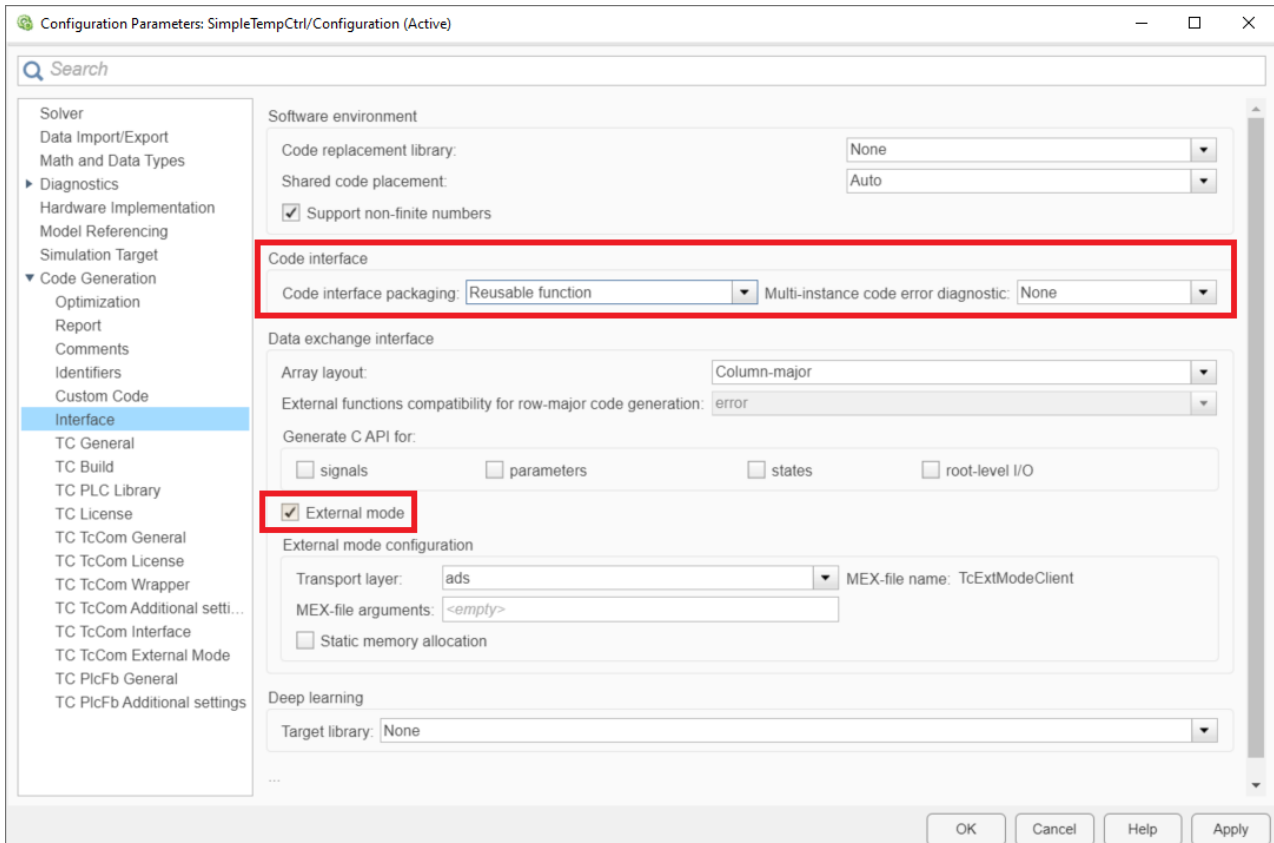 Configuration Parameters: SimpleTempCtrl/Configuration (Active)
Search
Solver
Data Import/Export
Math and Data Types
Diagnostics
Hardware Implementation
Model Referencing
Simulation Target
Code Generation
Optimization
Report
Comments
Identifiers
Custom Code
Interface
TC General
TC Build
TC PLC Library
TC License
TC TcCom General
TC TcCom License
TC TcCom Wrapper
TC TcCom Additional setti...
TC TcCom Interface
TC TcCom External Mode
TC PlcFb General
TC PlcFb Additional settings
Software environment
Code replacement library: None
Shared code placement: Auto
Support non-finite numbers
Code interface
Code interface packaging: Reusable function Multi-instance code error diagnostic: None
Data exchange interface
Array layout: Column-major
External functions compatibility for row-major code generation: error
Generate C API for:
signals parameters states root-level I/O
External mode
External mode configuration
Transport layer: ads MEX-file name: TcExtModeClient
MEX-file arguments: <empty>
Static memory allocation
Deep learning
Target library: None
...
OK Cancel Help Apply